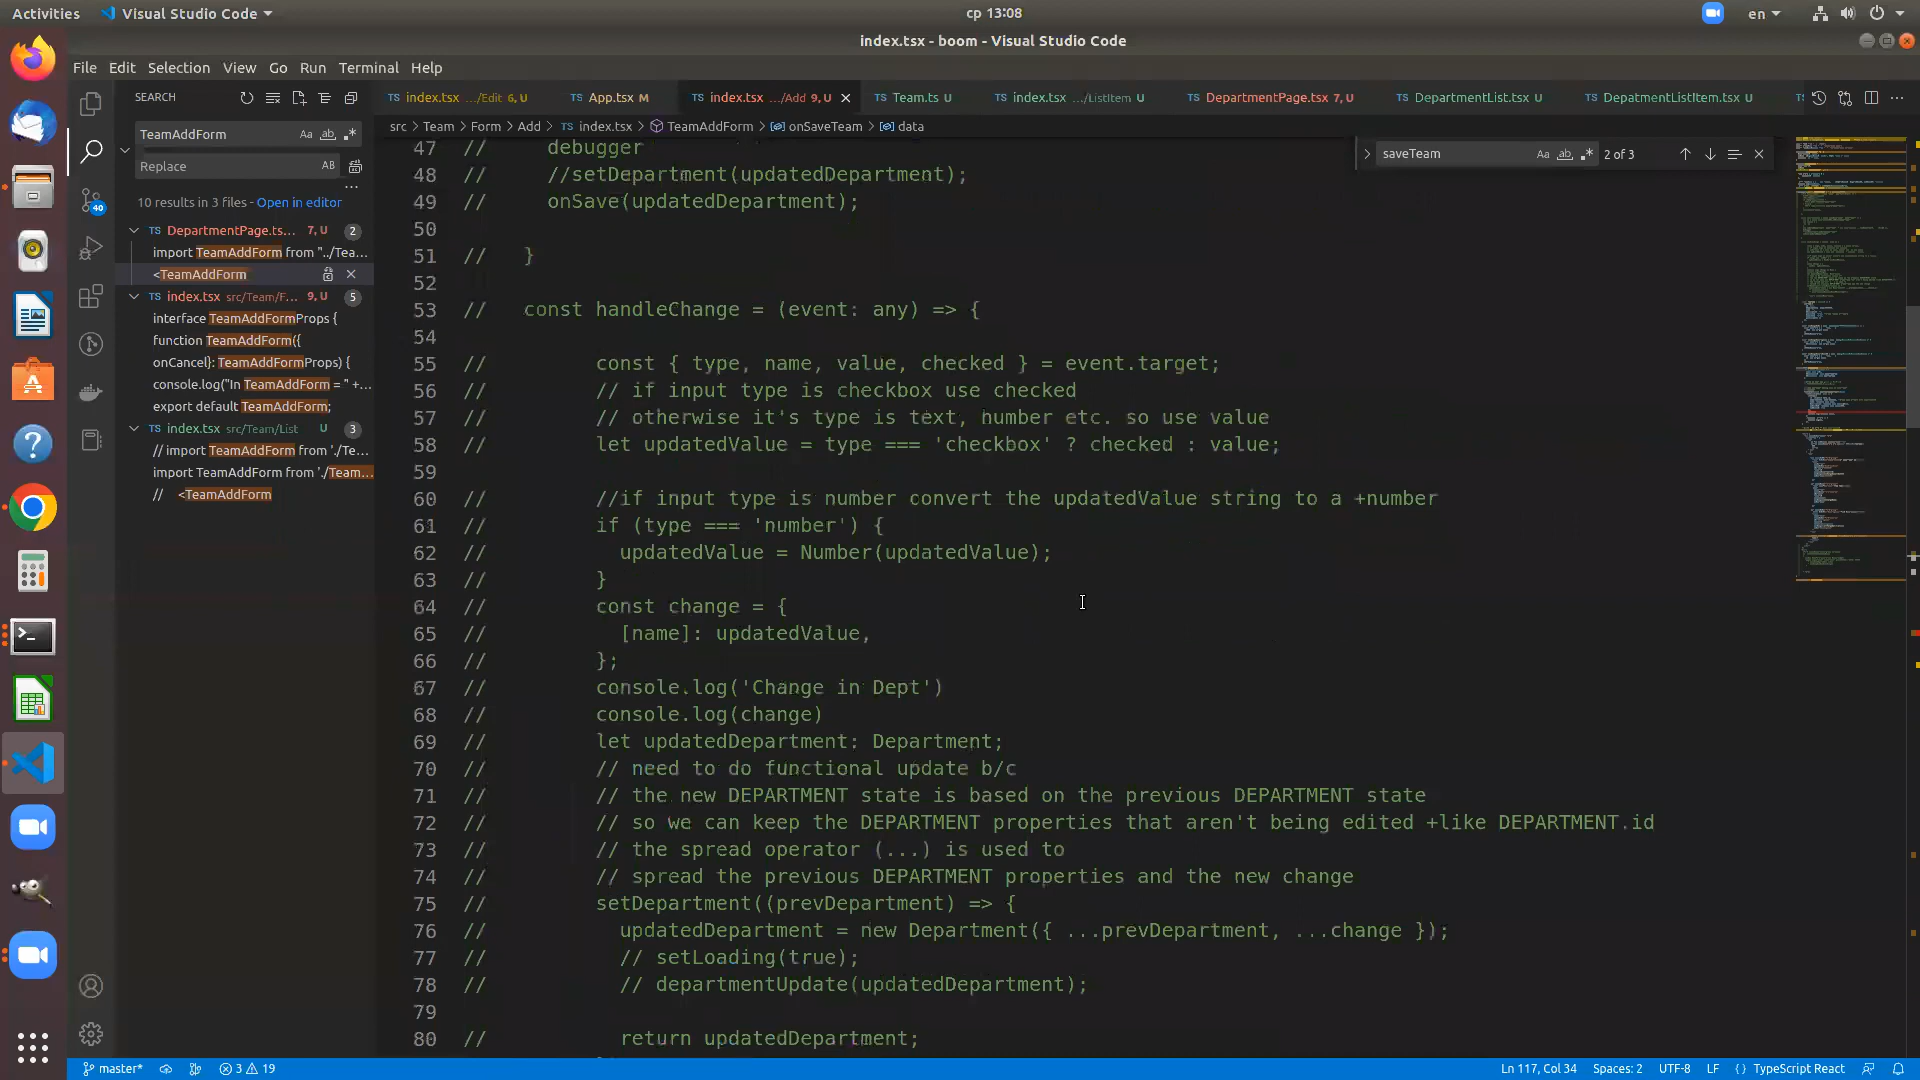 Activities
Visual Studio Code
ср 13:08
en
index.tsx - boom - Visual Studio Code
File Edit Selection View Go Run Terminal Help
SEARCH
TS index.tsx .../Edit 6, U
TS App.tsx M
TS index.tsx .../Add 9, U
TS Team.ts U
TS index.tsx .../ListItem U
TS DepartmentPage.tsx 7, U
TS DepartmentList.tsx U
TS DepatmentListItem.tsx U
src > Team > Form > Add > TS index.tsx > TeamAddForm > onSaveTeam > data
TeamAddForm
Aa ab
Replace
AB
10 results in 3 files - Open in editor
TS DepartmentPage.ts... 7, U 2
import TeamAddForm from "../Tea...
<TeamAddForm
TS index.tsx src/Team/F... 9, U 5
interface TeamAddFormProps {
function TeamAddForm({
onCancel}: TeamAddFormProps) {
console.log("In TeamAddForm = " +...
export default TeamAddForm;
TS index.tsx src/Team/List U 3
// import TeamAddForm from './Te...
import TeamAddForm from './Team...
// <TeamAddForm
40
saveTeam
Aa ab
2 of 3
47 // debugger
48 // //setDepartment(updatedDepartment);
49 // onSave(updatedDepartment);
50
51 // }
52
53 // const handleChange = (event: any) => {
54
55 // const { type, name, value, checked } = event.target;
56 // // if input type is checkbox use checked
57 // // otherwise it's type is text, number etc. so use value
58 // let updatedValue = type === 'checkbox' ? checked : value;
59
60 // //if input type is number convert the updatedValue string to a +number
61 // if (type === 'number') {
62 // updatedValue = Number(updatedValue);
63 // }
64 // const change = {
65 // [name]: updatedValue,
66 // };
67 // console.log('Change in Dept')
68 // console.log(change)
69 // let updatedDepartment: Department;
70 // // need to do functional update b/c
71 // // the new DEPARTMENT state is based on the previous DEPARTMENT state
72 // // so we can keep the DEPARTMENT properties that aren't being edited +like DEPARTMENT.id
73 // // the spread operator (...) is used to
74 // // spread the previous DEPARTMENT properties and the new change
75 // setDepartment((prevDepartment) => {
76 // updatedDepartment = new Department({ ...prevDepartment, ...change });
77 // // setLoading(true);
78 // // departmentUpdate(updatedDepartment);
79
80 // return updatedDepartment;
master* 3 19
Ln 117, Col 34 Spaces: 2 UTF-8 LF {} TypeScript React